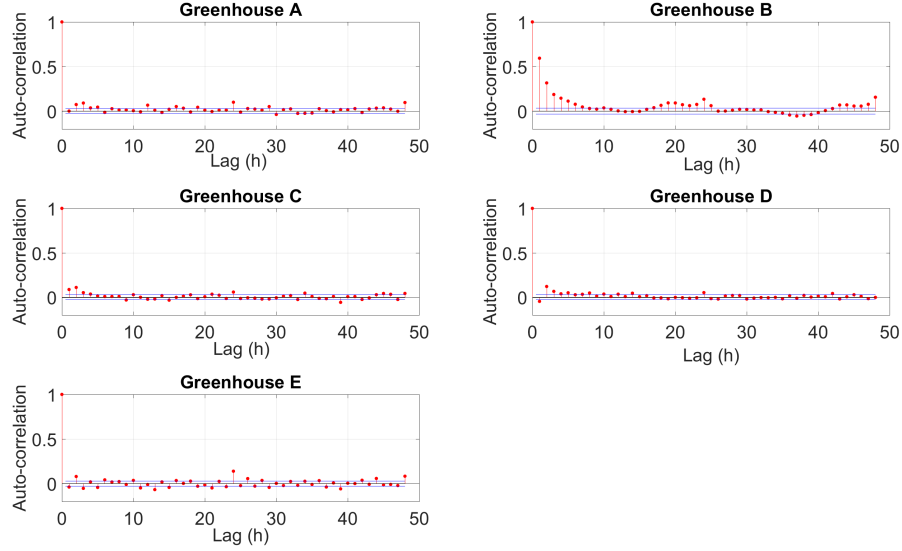 Greenhouse A
Auto-correlation
1
0.5
0
0 10 20 30 40 50
Lag (h)
Greenhouse B
Auto-correlation
1
0.5
0
0 10 20 30 40 50
Lag (h)
Greenhouse C
Auto-correlation
1
0.5
0
0 10 20 30 40 50
Lag (h)
Greenhouse D
Auto-correlation
1
0.5
0
0 10 20 30 40 50
Lag (h)
Greenhouse E
Auto-correlation
1
0.5
0
0 10 20 30 40 50
Lag (h)